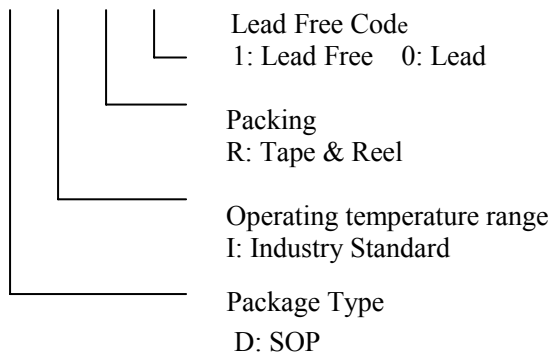 Lead Free Code
1: Lead Free 0: Lead
Packing
R: Tape & Reel
Operating temperature range
I: Industry Standard
Package Type
D: SOP